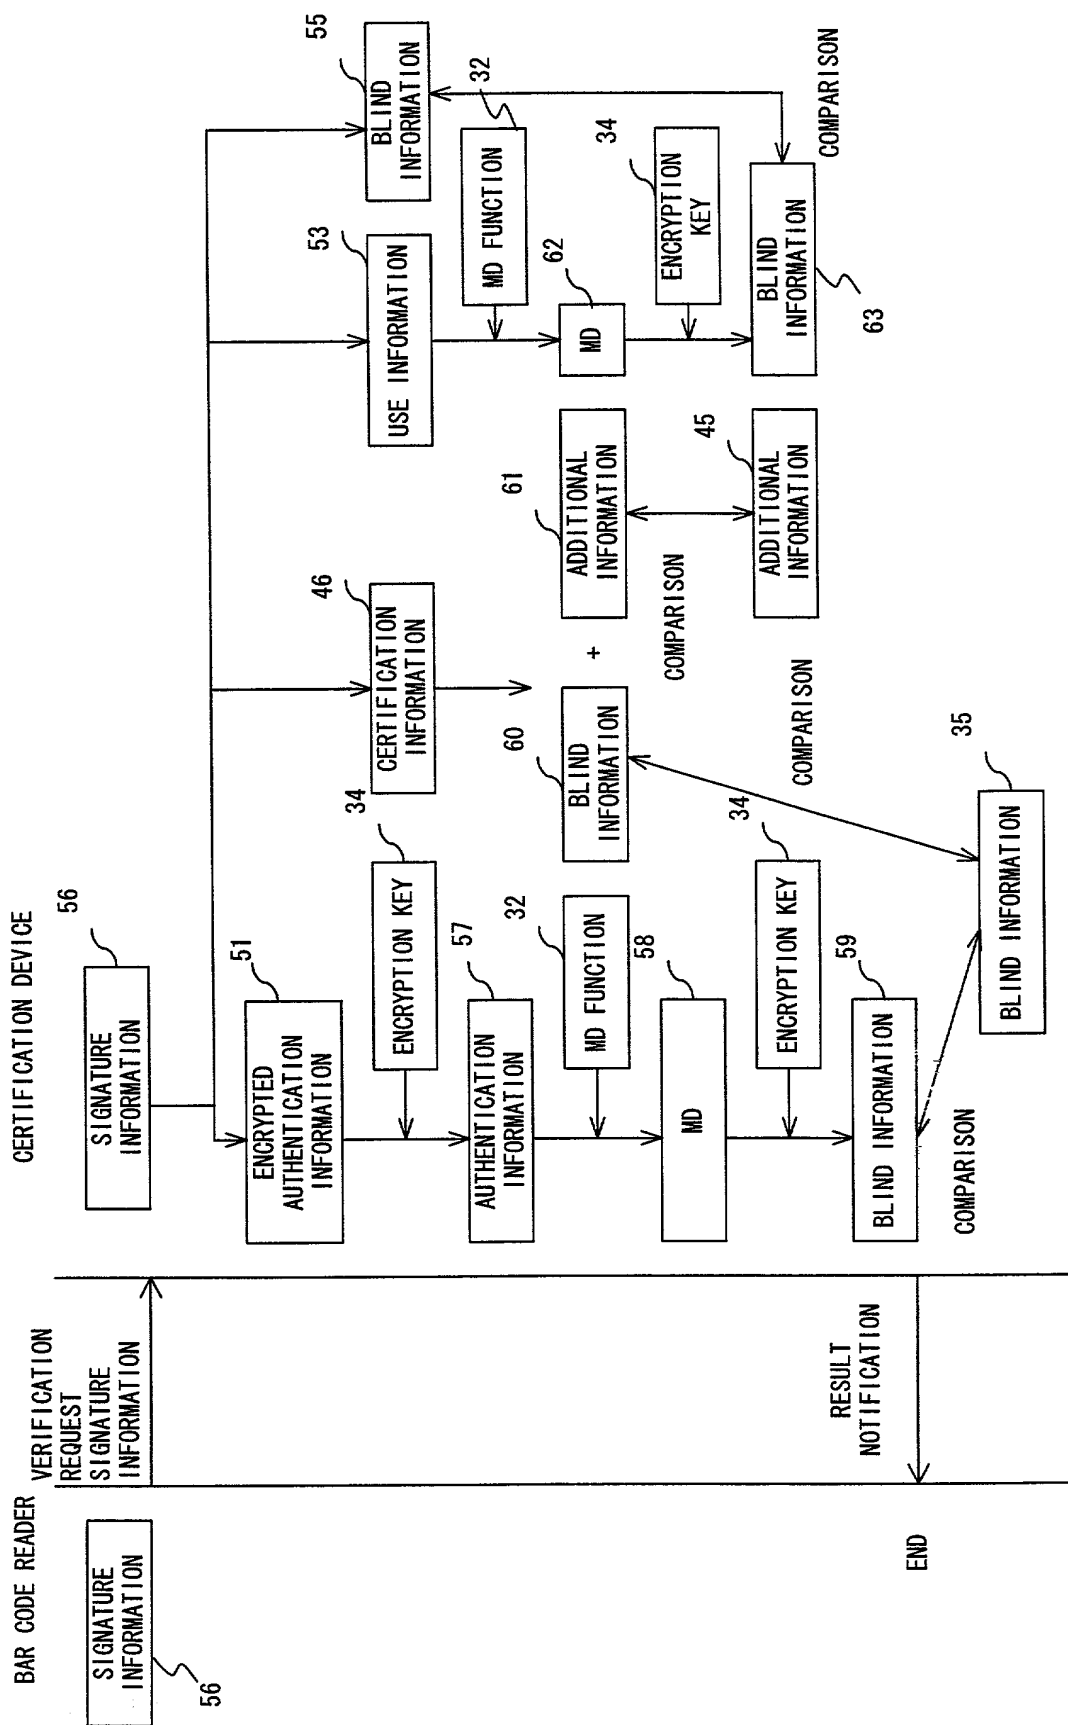 BAR CODE READER
VERIFICATION
REQUEST
SIGNATURE
INFORMATION
CERTIFICATION DEVICE
SIGNATURE
INFORMATION
56
SIGNATURE
INFORMATION
56
ENCRYPTED
AUTHENTICATION
INFORMATION
51
CERTIFICATION
INFORMATION
46
USE INFORMATION
53
BLIND
INFORMATION
55
ENCRYPTION KEY
34
AUTHENTICATION
INFORMATION
57
MD FUNCTION
32
MD FUNCTION
32
MD
58
BLIND
INFORMATION
60
+
ADDITIONAL
INFORMATION
61
MD
62
COMPARISON
ENCRYPTION
KEY
34
ENCRYPTION KEY
34
COMPARISON
ADDITIONAL
INFORMATION
45
BLIND
INFORMATION
63
COMPARISON
BLIND INFORMATION
59
COMPARISON
BLIND INFORMATION
35
RESULT
NOTIFICATION
END